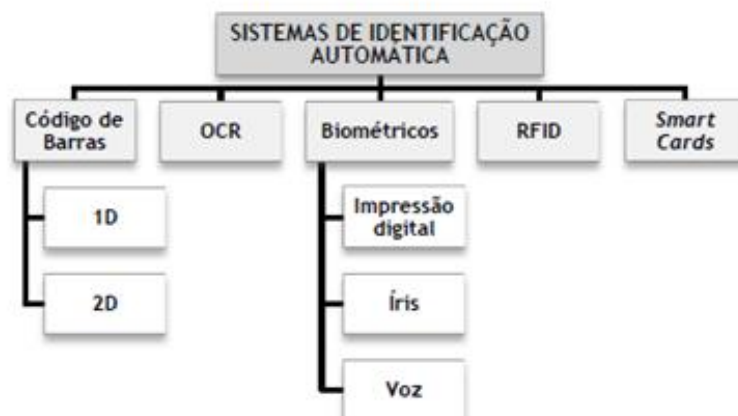 SISTEMAS DE IDENTIFICAÇÃO
AUTOMÁTICA
Código de
Barras
OCR
Biométricos
RFID
Smart
Cards
1D
2D
Impressão
digital
Íris
Voz